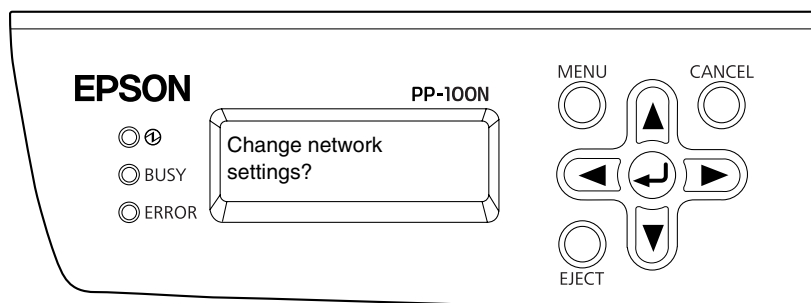 EPSON
PP-100N
Change network
settings?
BUSY
ERROR
MENU
CANCEL
EJECT